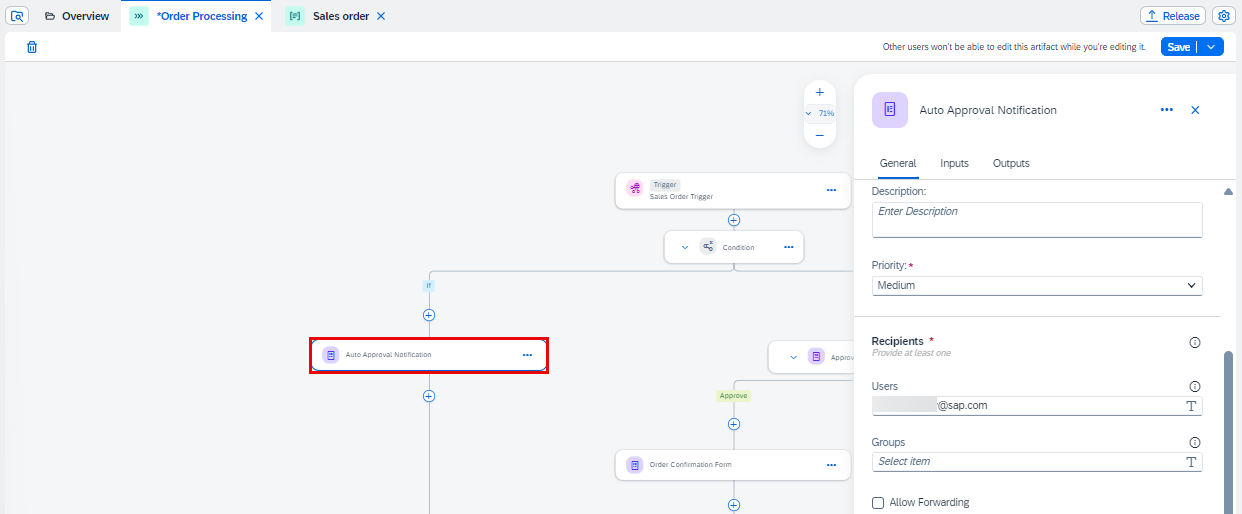 Overview
*Order Processing
Sales order
Release
Other users won't be able to edit this artifact while you're editing it.
Save
71%
Trigger
Sales Order Trigger
Condition
If
Auto Approval Notification
Approve
Order Confirmation Form
Auto Approval Notification
General Inputs Outputs
Description:
Enter Description
Priority:*
Medium
Recipients *
Provide at least one
Users
@sap.com
Groups
Select item
Allow Forwarding